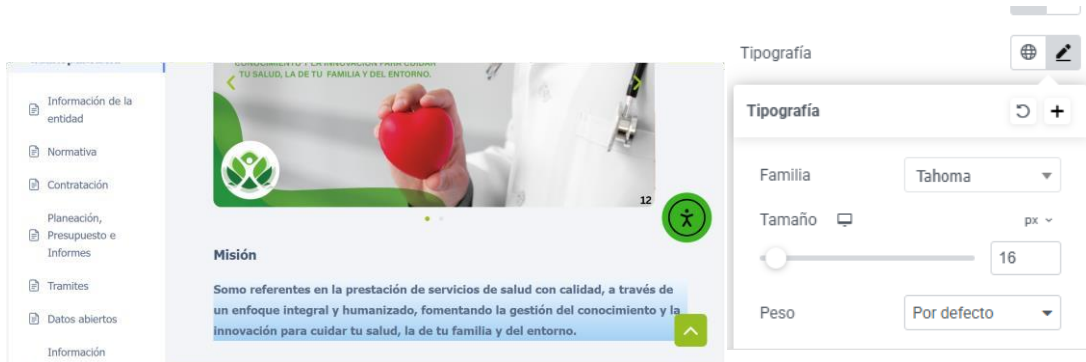 Información de la
entidad
Normativa
Contratación
Planeación,
Presupuesto e
Informes
Tramites
Datos abiertos
Información
CONOCIMIENTO Y LA INNOVACIÓN PARA CUIDAR
TU SALUD, LA DE TU FAMILIA Y DEL ENTORNO.
12
Misión
Somo referentes en la prestación de servicios de salud con calidad, a través de
un enfoque integral y humanizado, fomentando la gestión del conocimiento y la
innovación para cuidar tu salud, la de tu familia y del entorno.
Tipografía
Tipografía
Familia
Tahoma
Tamaño
px
16
Peso
Por defecto